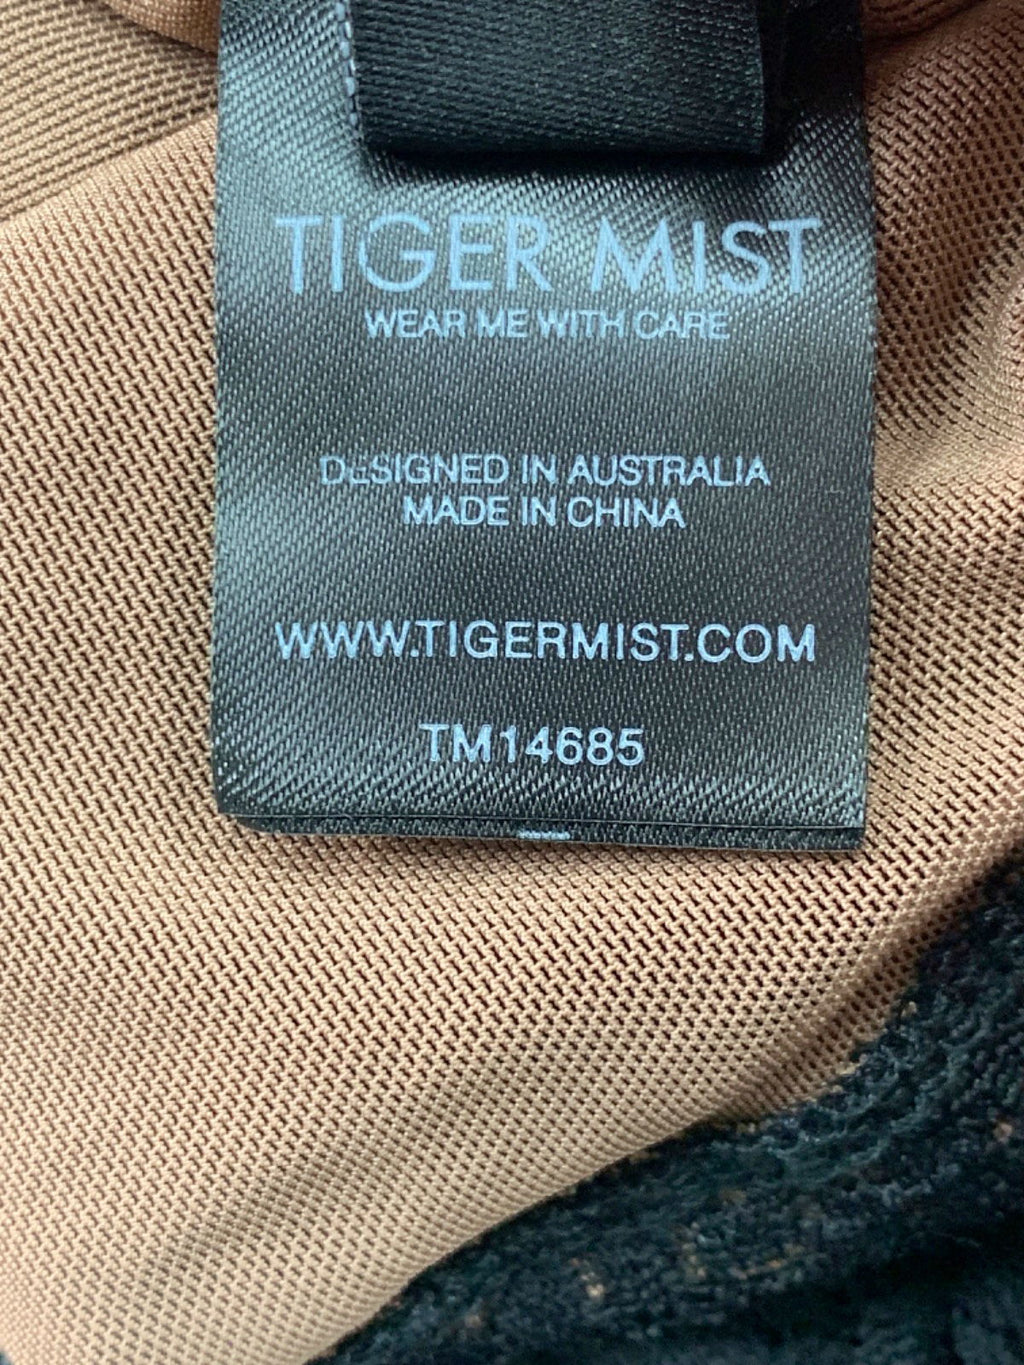 TIGER MIST
WEAR ME WITH CARE
DESIGNED IN AUSTRALIA
MADE IN CHINA
WWW.TIGERMIST.COM
TM14685